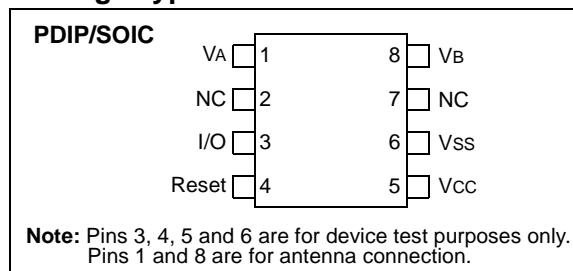 PDIP/SOIC
VA 1 8 VB
NC 2 7 NC
I/O 3 6 VSS
Reset 4 5 VCC
Note: Pins 3, 4, 5 and 6 are for device test purposes only.
Pins 1 and 8 are for antenna connection.